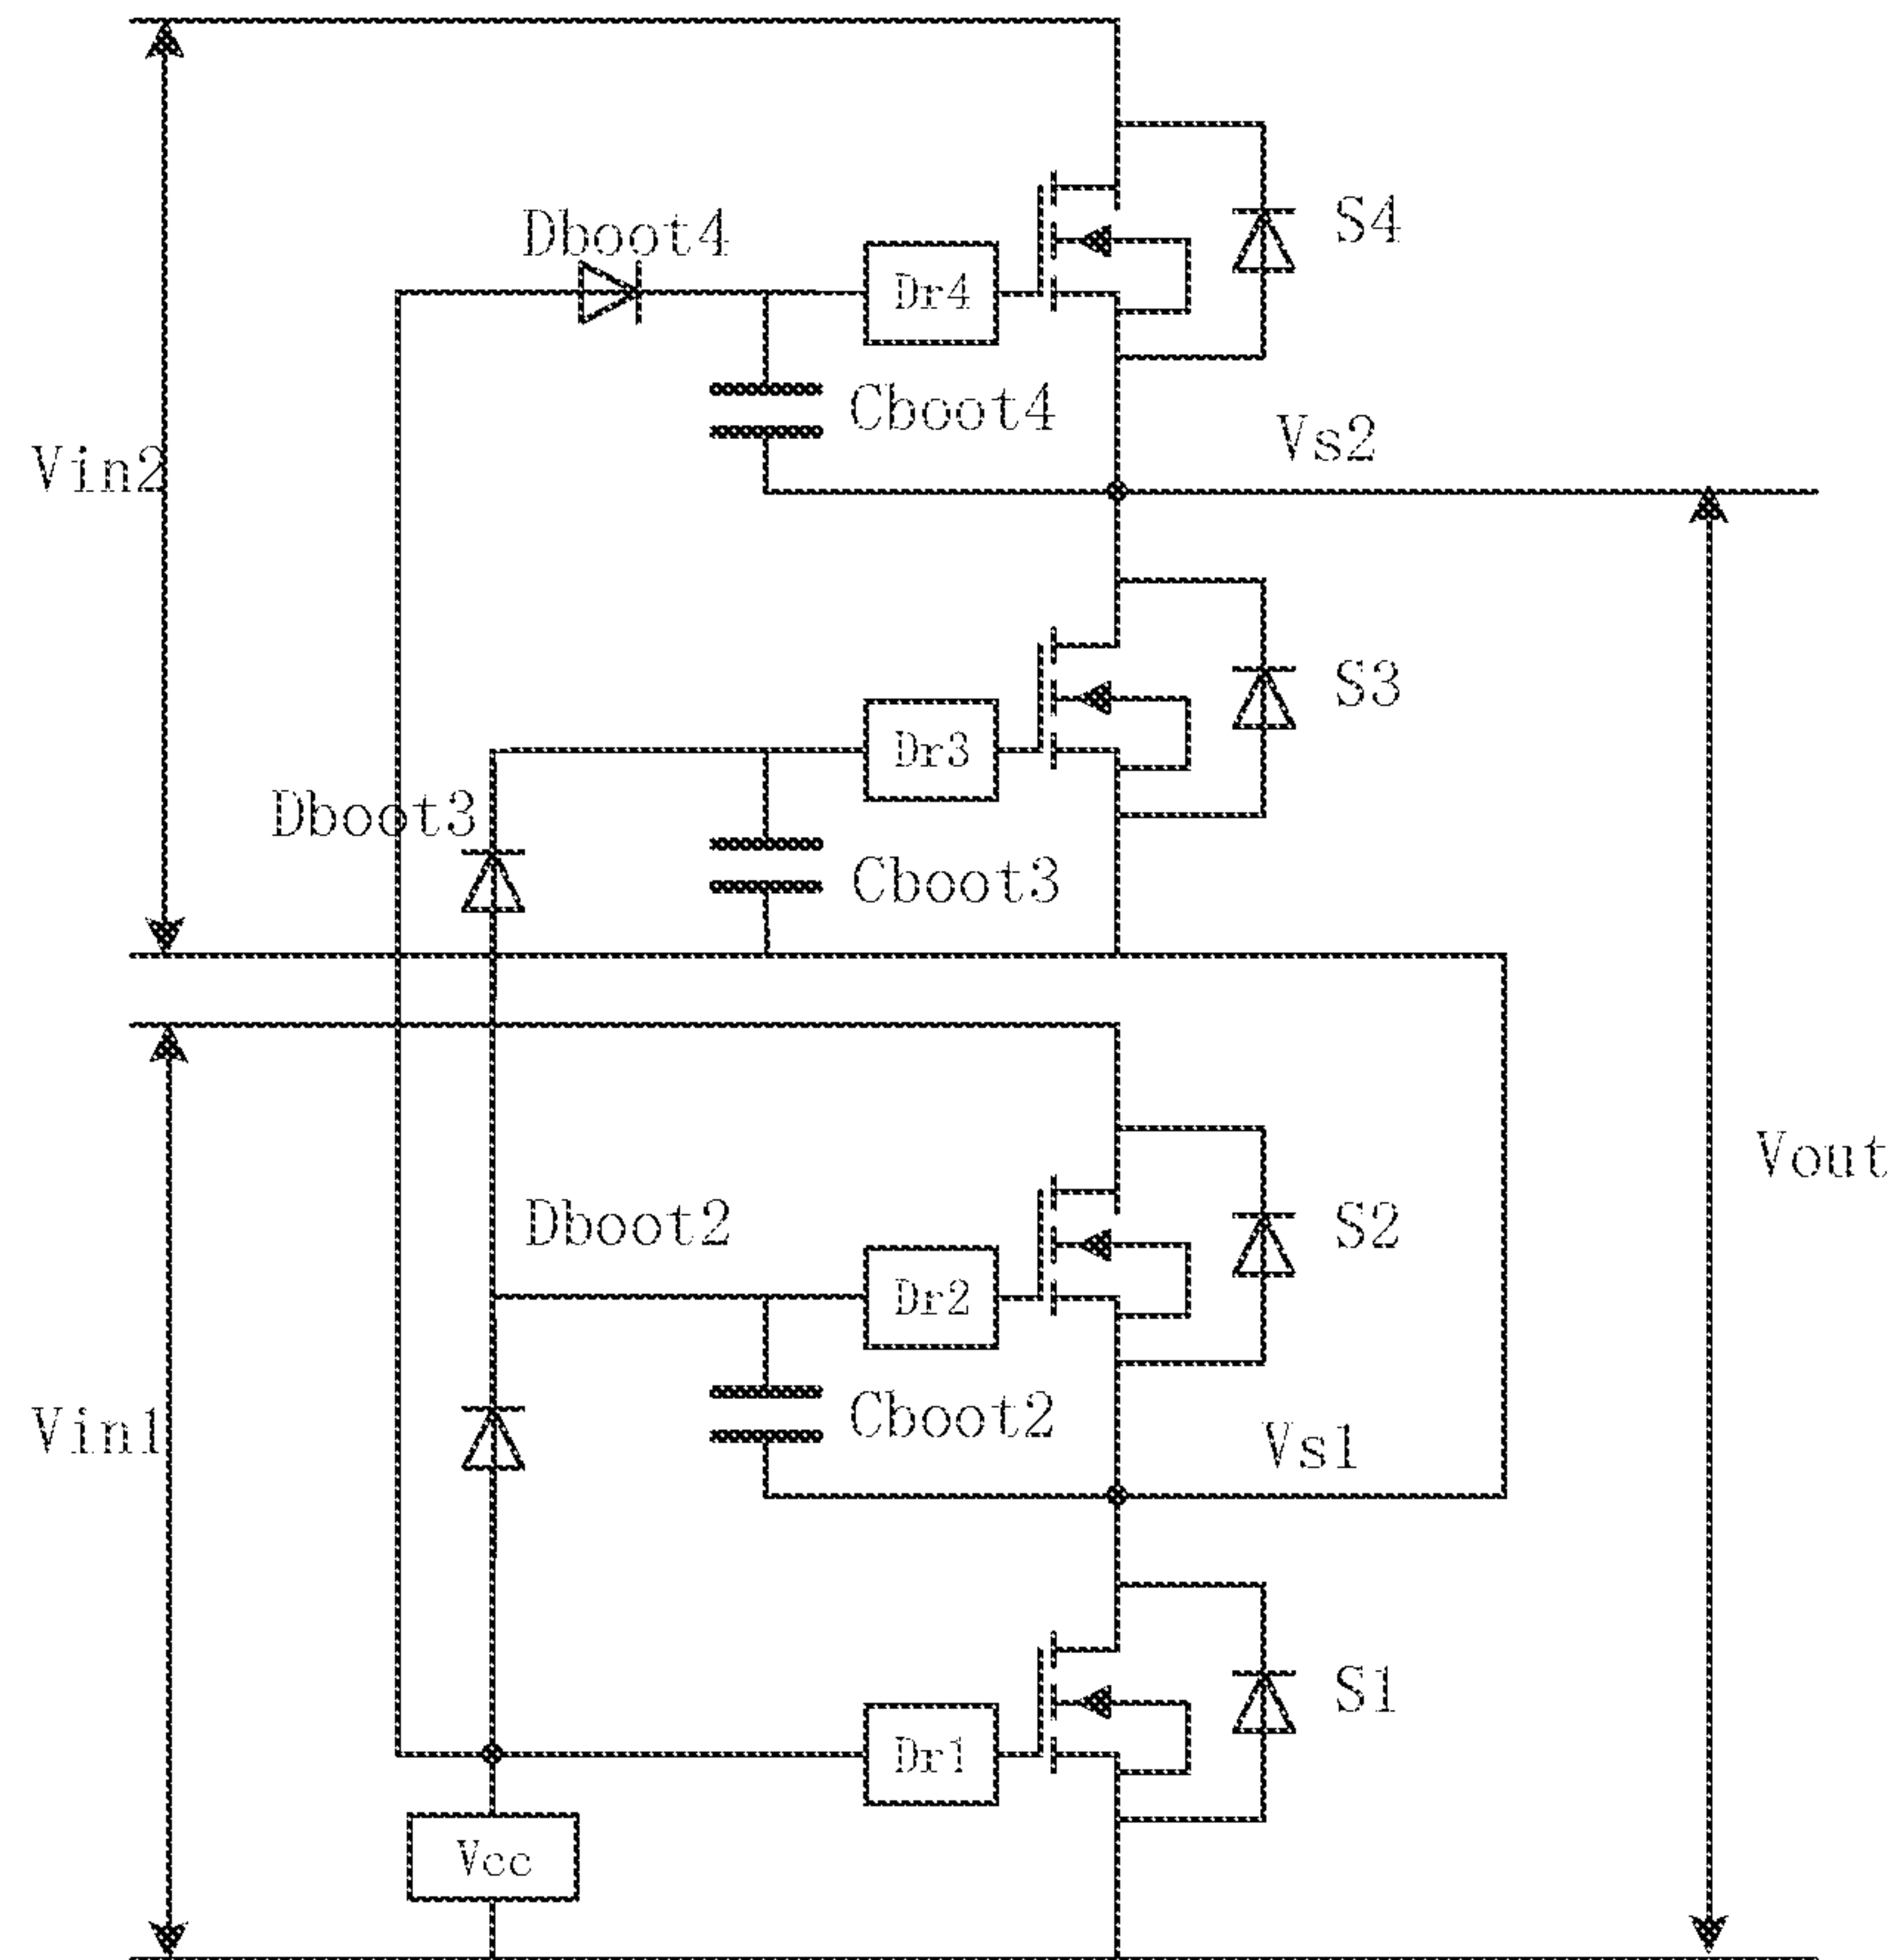 Dboot4
S4
Dr4
Cboot4
Vs2
Vin2
S3
Dr3
Dboot3
Cboot3
Vout
Dboot2
S2
Dr2
Cboot2
Vs1
Vin1
S1
Dr1
Vcc